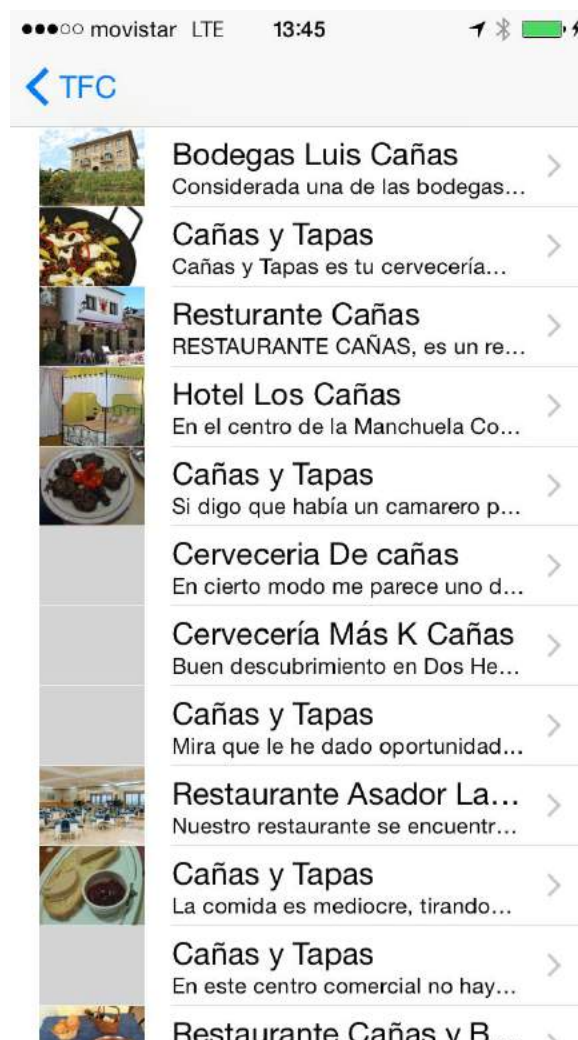 movistar LTE 13:45
TFC
Bodegas Luis Cañas
Considerada una de las bodegas...
Cañas y Tapas
Cañas y Tapas es tu cervecería...
Resturante Cañas
RESTAURANTE CAÑAS, es un re...
Hotel Los Cañas
En el centro de la Manchuela Co...
Cañas y Tapas
Si digo que había un camarero p...
Cerveceria De cañas
En cierto modo me parece uno d...
Cervecería Más K Cañas
Buen descubrimiento en Dos He...
Cañas y Tapas
Mira que le he dado oportunidad...
Restaurante Asador La...
Nuestro restaurante se encuentr...
Cañas y Tapas
La comida es mediocre, tirando...
Cañas y Tapas
En este centro comercial no hay...
Restaurante Cañas y B...